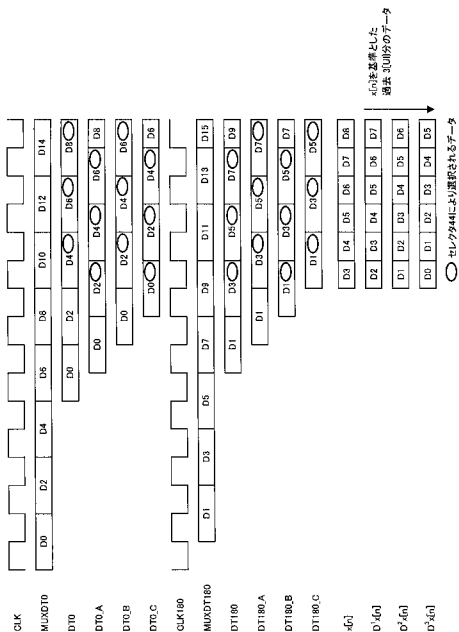 CLK
MUXDT0 D0 D2 D4 D6 D8 D10 D12 D14
DT0 D0 D2 D4 D6 D8
DT0_A D0 D2 D4 D6 D8
DT0_B D0 D2 D4 D6
DT0_C D0 D2 D4 D6
CLK180
MUXDT180 D1 D3 D5 D7 D9 D11 D13 D15
DT180 D1 D3 D5 D7 D9
DT180_A D1 D3 D5 D7
DT180_B D1 D3 D5 D7
DT180_C D1 D3 D5
x[n] D3 D4 D5 D6 D7 D8
D¹x[n] D2 D3 D4 D5 D6 D7
D²x[n] D1 D2 D3 D4 D5 D6
D³x[n] D0 D1 D2 D3 D4 D5
x[n]を基準とした
過去 3[UI]分のデータ
セレクタ44により選択されるデータ